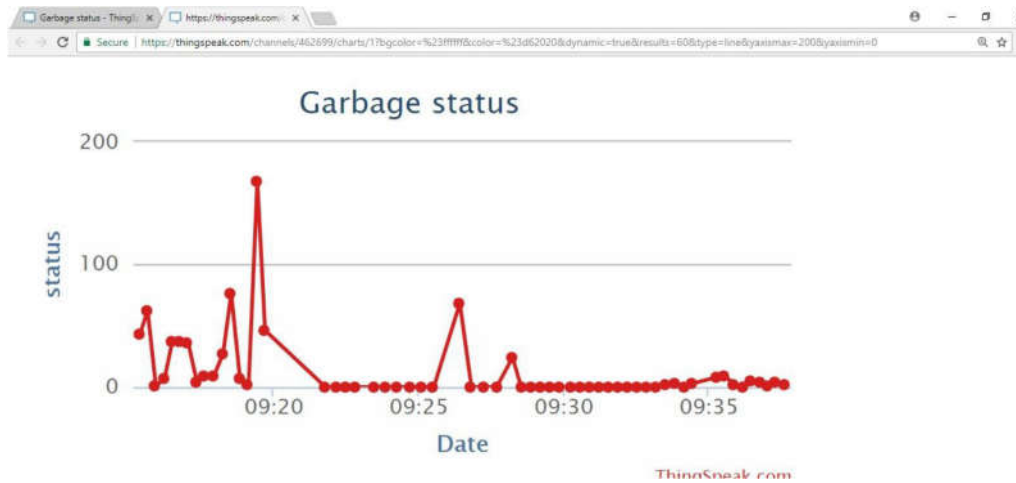 Garbage status - Thing
https://thingspeak.com/
Secure | https://thingspeak.com/channels/462699/charts/1?bgcolor=%23ffffff&color=%23d62020&dynamic=true&results=60&type=line&yaxismax=200&yaxismin=0
Garbage status
200
100
0
status
09:20 09:25 09:30 09:35
Date
ThingSpeak.com